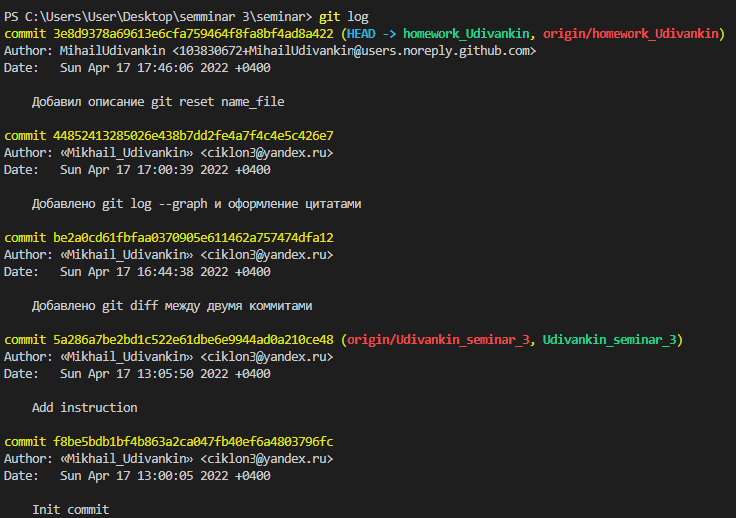 PS C:\Users\User\Desktop\semminar 3\seminar> git log
commit 3e8d9378a69613e6cfa759464f8fa8bf4ad8a422 (HEAD -> homework_Udivankin, origin/homework_Udivankin)
Author: MihailUdivankin <103830672+MihailUdivankin@users.noreply.github.com>
Date:   Sun Apr 17 17:46:06 2022 +0400
Добавил описание git reset name_file
commit 44852413285026e438b7dd2fe4a7f4c4e5c426e7
Author: «Mikhail_Udivankin» <ciklon3@yandex.ru>
Date:   Sun Apr 17 17:00:39 2022 +0400
Добавлено git log --graph и оформление цитатами
commit be2a0cd61fbfaa0370905e611462a757474dfa12
Author: «Mikhail_Udivankin» <ciklon3@yandex.ru>
Date:   Sun Apr 17 16:44:38 2022 +0400
Добавлено git diff между двумя коммитами
commit 5a286a7be2bd1c522e61dbe6e9944ad0a210ce48 (origin/Udivankin_seminar_3, Udivankin_seminar_3)
Author: «Mikhail_Udivankin» <ciklon3@yandex.ru>
Date:   Sun Apr 17 13:05:50 2022 +0400
Add instruction
commit f8be5bdb1bf4b863a2ca047fb40ef6a4803796fc
Author: «Mikhail_Udivankin» <ciklon3@yandex.ru>
Date:   Sun Apr 17 13:00:05 2022 +0400
Init commit